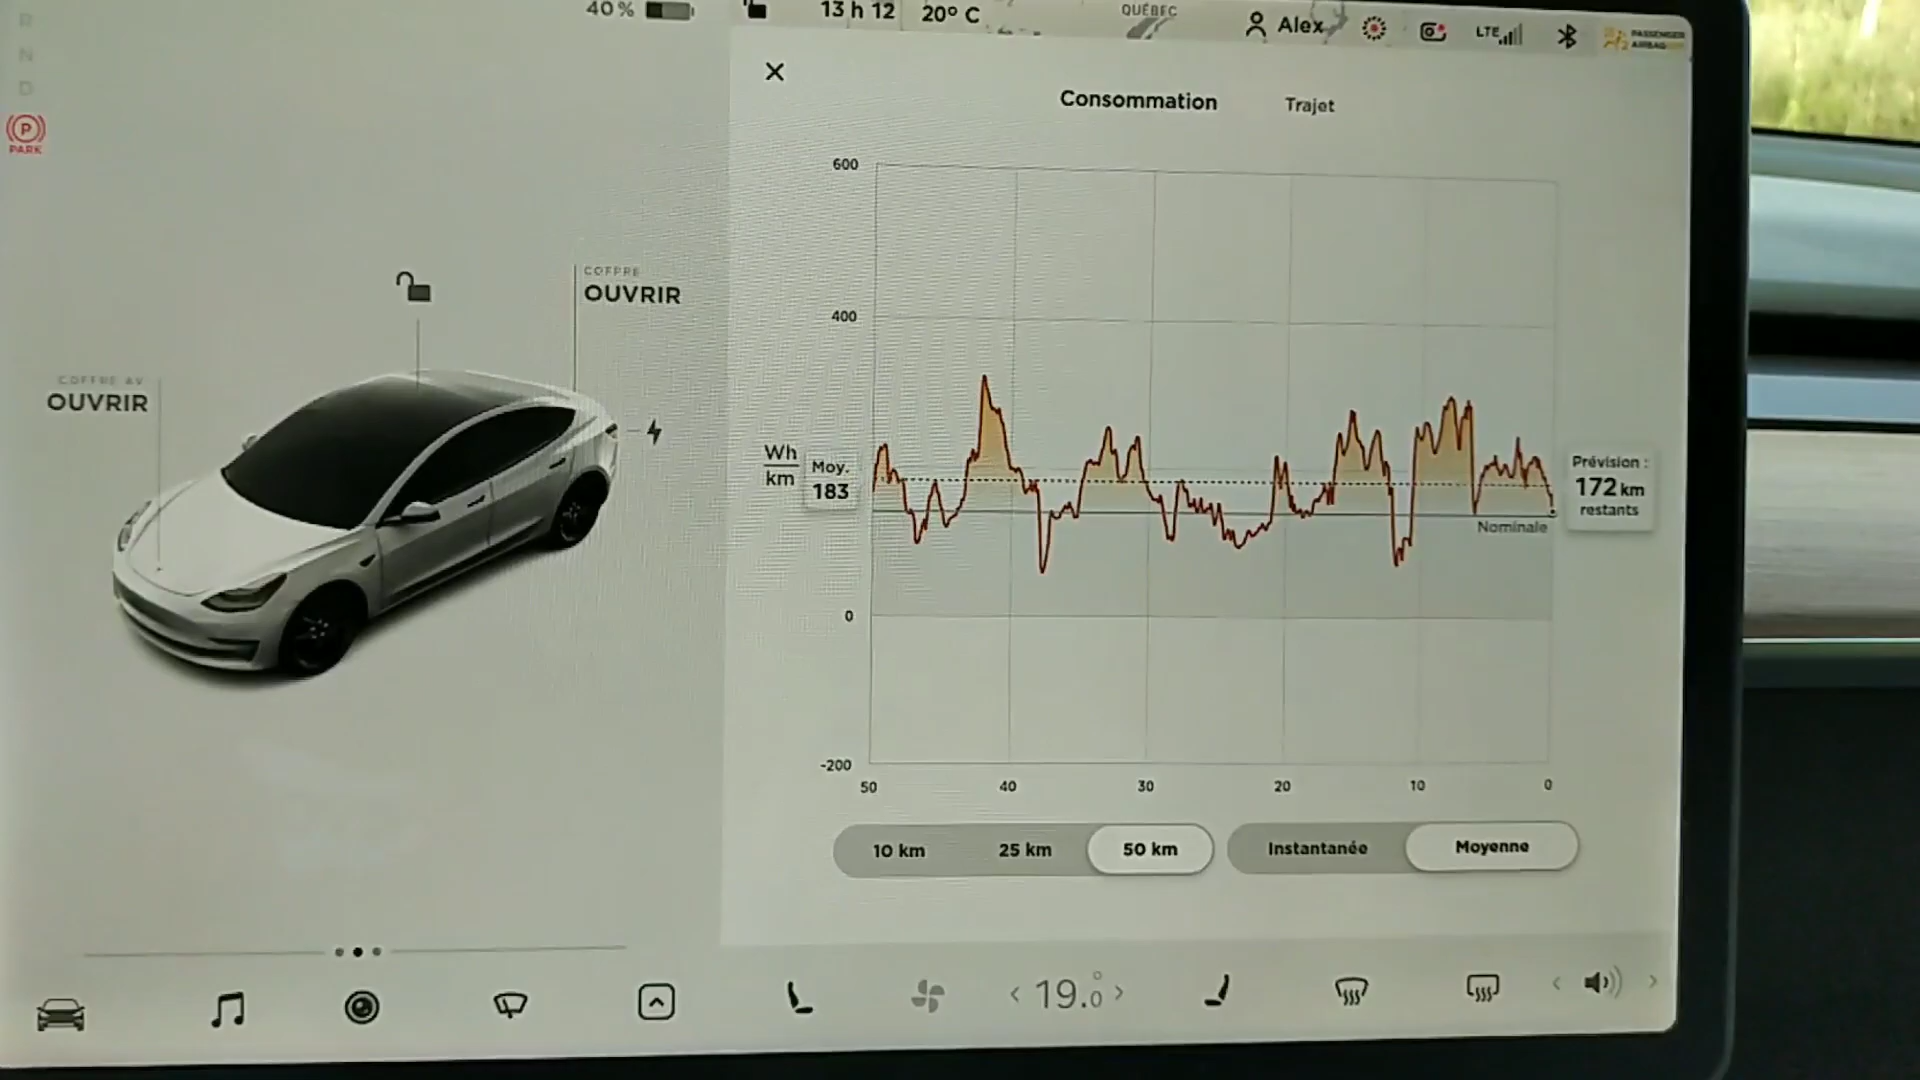 R
N
D
P
PARK
40 %
13 h 12
20° C
QUÉBEC
Alex
LTE
PASSENGER
AIRBAG
Consommation
Trajet
COFFRE
OUVRIR
COFFRE AV
OUVRIR
600
400
0
-200
Wh
km
Moy.
183
Prévision :
172 km
restants
Nominale
50
40
30
20
10
0
10 km
25 km
50 km
Instantanée
Moyenne
19.0°